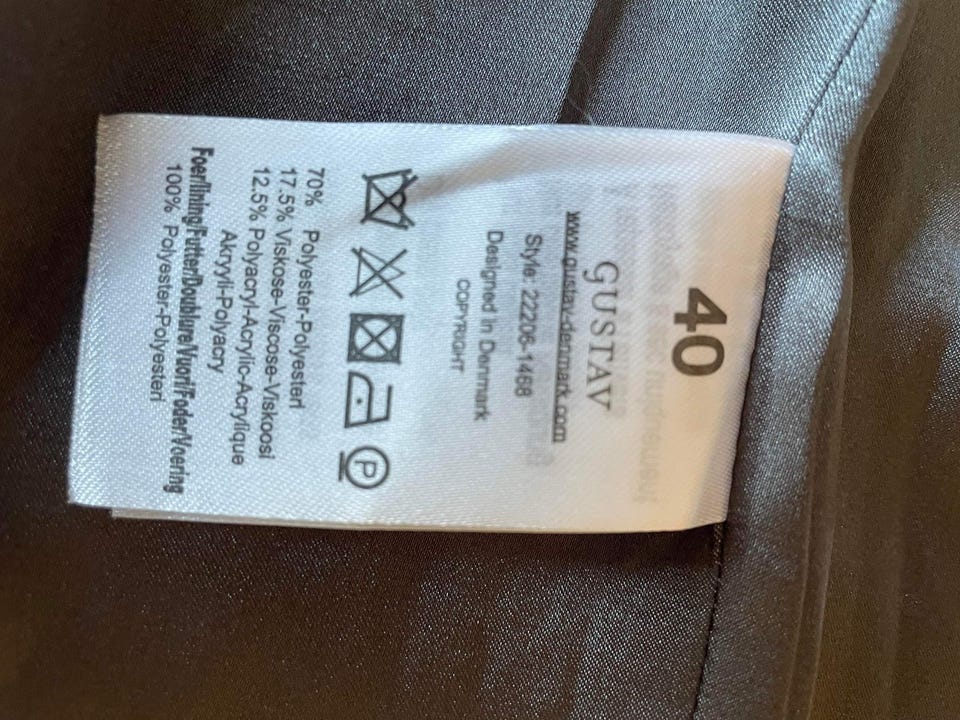 40
GUSTAV
www.gustav-denmark.com
Style: 22206-1468
Designed In Denmark
COPYRIGHT
P
70% Polyester-Polyesteri
17.5% Viskose-Viscose-Viskoosi
12.5% Polyacryl-Acrylic-Acrylique
Akryyli-Polyacry
Foer/lining/Futter/Doublure/Vuori/Foder/Voering
100% Polyester-Polyesteri